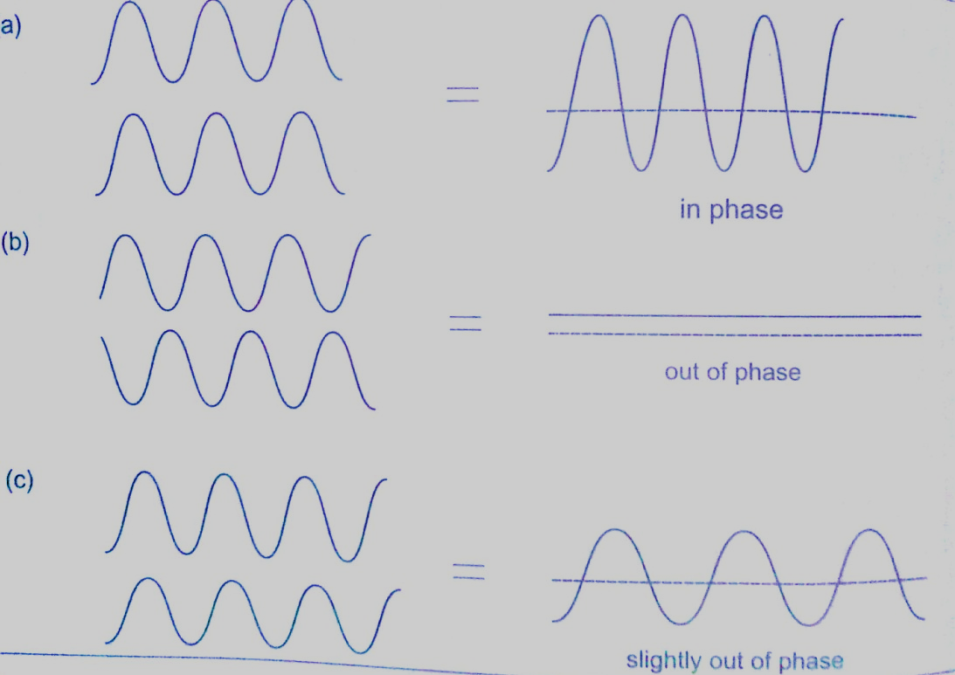 a)
in phase
(b)
out of phase
(c)
slightly out of phase